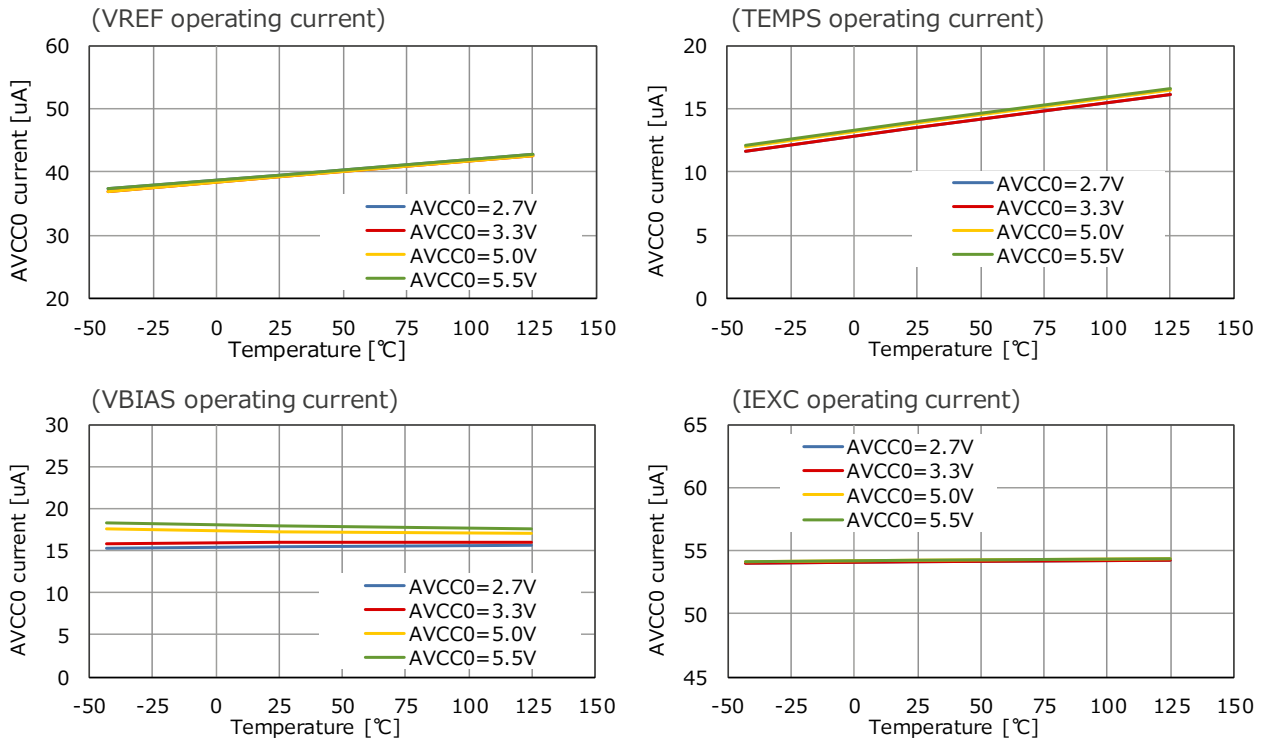 (VREF operating current)
60
50
40
30
20
AVCC0 current [uA]
AVCC0=2.7V
AVCC0=3.3V
AVCC0=5.0V
AVCC0=5.5V
-50 -25 0 25 50 75 100 125 150
Temperature [℃]
(TEMPS operating current)
20
15
10
5
0
AVCC0 current [uA]
AVCC0=2.7V
AVCC0=3.3V
AVCC0=5.0V
AVCC0=5.5V
-50 -25 0 25 50 75 100 125 150
Temperature [℃]
(VBIAS operating current)
30
25
20
15
10
5
0
AVCC0 current [uA]
AVCC0=2.7V
AVCC0=3.3V
AVCC0=5.0V
AVCC0=5.5V
-50 -25 0 25 50 75 100 125 150
Temperature [℃]
(IEXC operating current)
65
60
55
50
45
AVCC0 current [uA]
AVCC0=2.7V
AVCC0=3.3V
AVCC0=5.0V
AVCC0=5.5V
-50 -25 0 25 50 75 100 125 150
Temperature [℃]